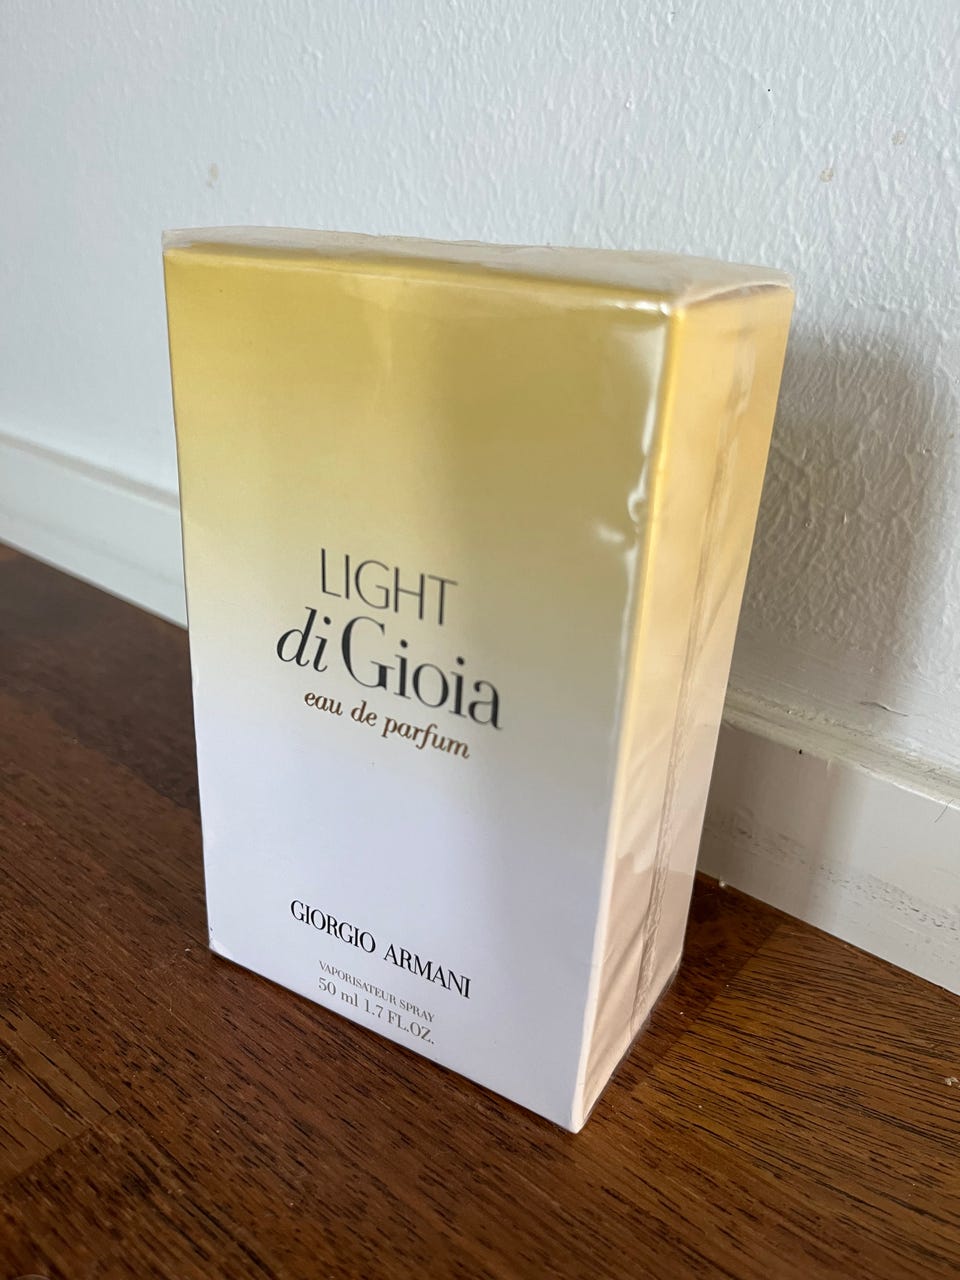 LIGHT
di Gioia
eau de parfum
GIORGIO ARMANI
VAPORISATEUR SPRAY
50 ml 1.7 FL.OZ.